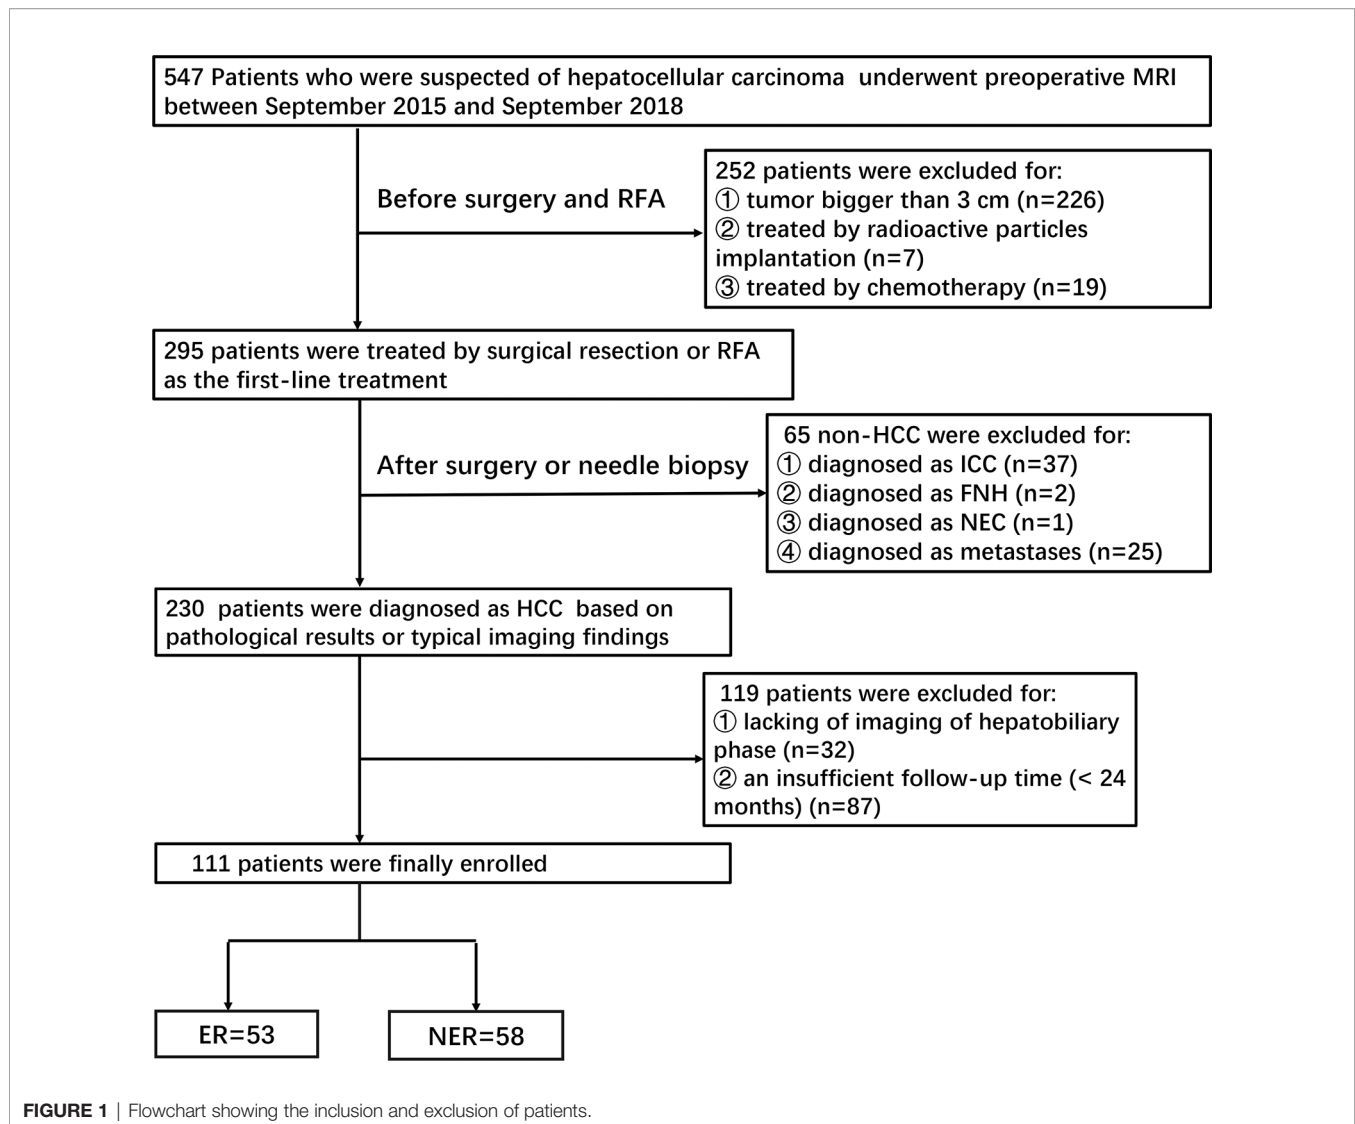 547 Patients who were suspected of hepatocellular carcinoma underwent preoperative MRI
between September 2015 and September 2018
252 patients were excluded for:
① tumor bigger than 3 cm (n=226)
② treated by radioactive particles
implantation (n=7)
③ treated by chemotherapy (n=19)
Before surgery and RFA
295 patients were treated by surgical resection or RFA
as the first-line treatment
65 non-HCC were excluded for:
① diagnosed as ICC (n=37)
② diagnosed as FNH (n=2)
③ diagnosed as NEC (n=1)
④ diagnosed as metastases (n=25)
After surgery or needle biopsy
230 patients were diagnosed as HCC based on
pathological results or typical imaging findings
119 patients were excluded for:
① lacking of imaging of hepatobiliary
phase (n=32)
② an insufficient follow-up time (< 24
months) (n=87)
111 patients were finally enrolled
ER=53
NER=58
FIGURE 1 | Flowchart showing the inclusion and exclusion of patients.